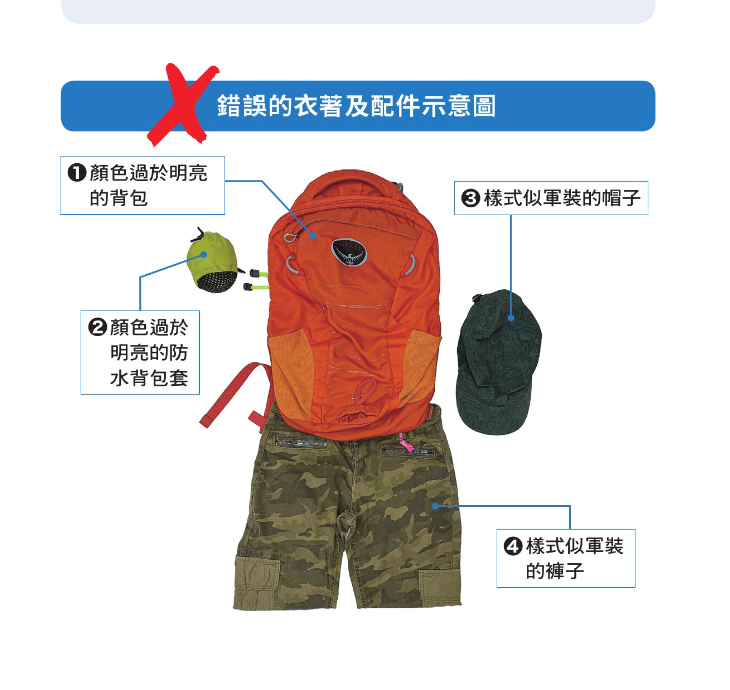 錯誤的衣著及配件示意圖
❶顏色過於明亮
的背包
❸樣式似軍裝的帽子
❷顏色過於
明亮的防
水背包套
❹樣式似軍裝
的褲子